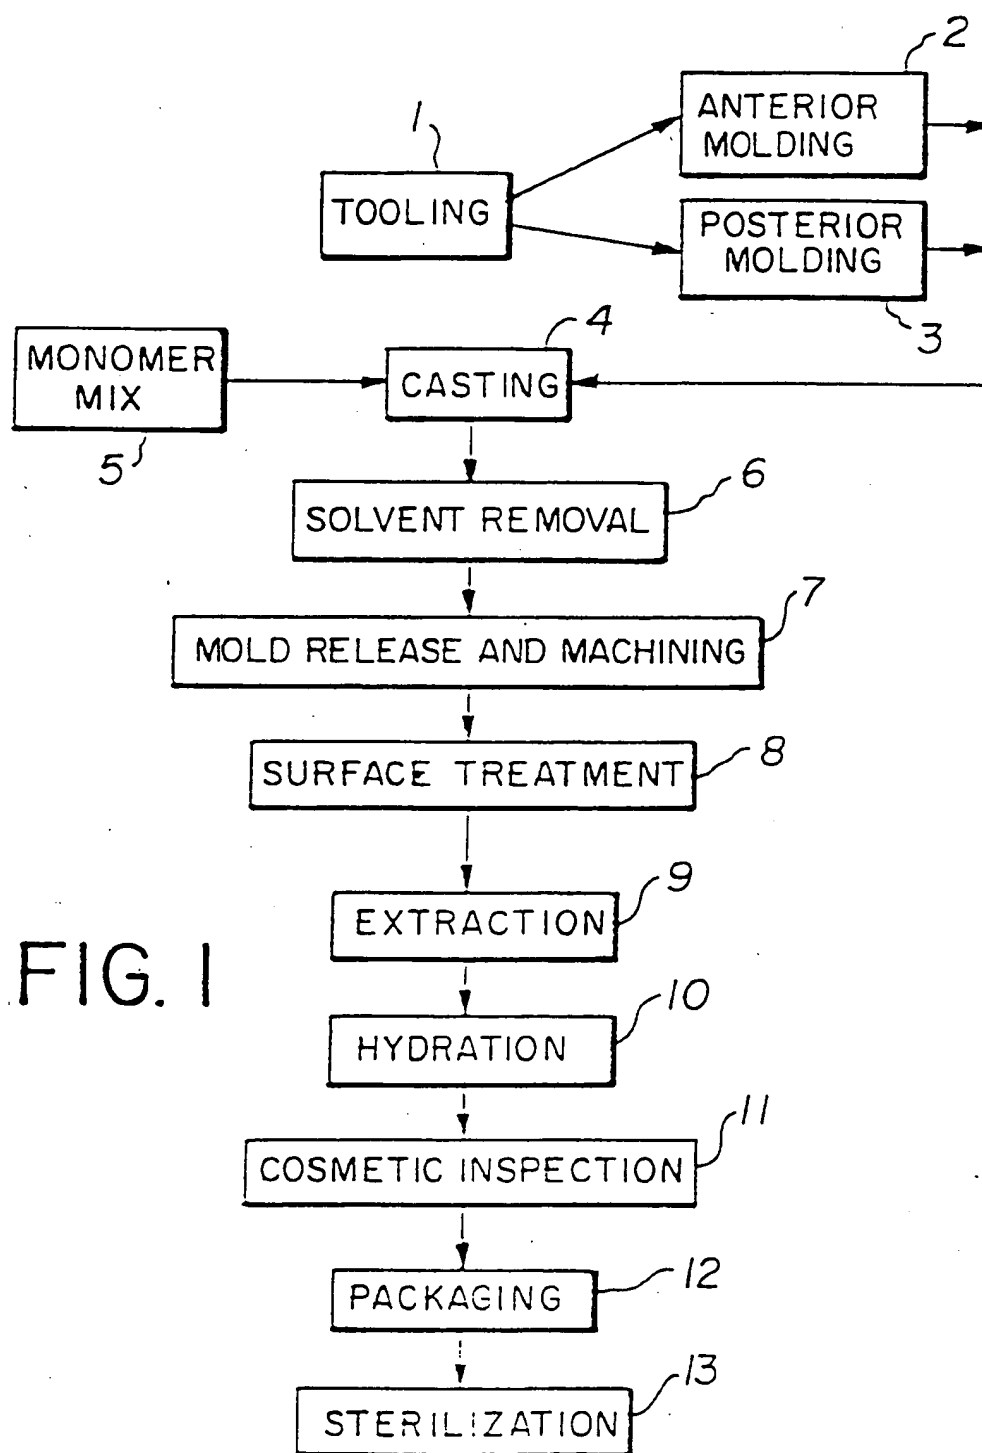 2
ANTERIOR
MOLDING
1
TOOLING
POSTERIOR
MOLDING
3
4
MONOMER
MIX
CASTING
5
6
SOLVENT REMOVAL
7
MOLD RELEASE AND MACHINING
8
SURFACE TREATMENT
9
EXTRACTION
FIG. 1
10
HYDRATION
11
COSMETIC INSPECTION
12
PACKAGING
13
STERILIZATION